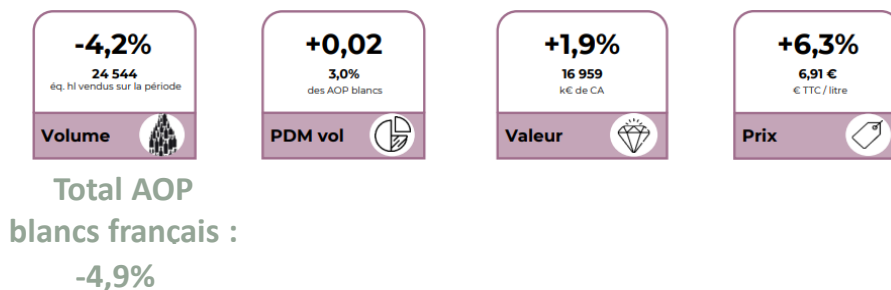 -4,2%
24 544
éq. hl vendus sur la période
Volume
+0,02
3,0%
des AOP blancs
PDM vol
+1,9%
16 959
k€ de CA
Valeur
+6,3%
6,91 €
€ TTC / litre
Prix
Total AOP
blancs français :
-4,9%